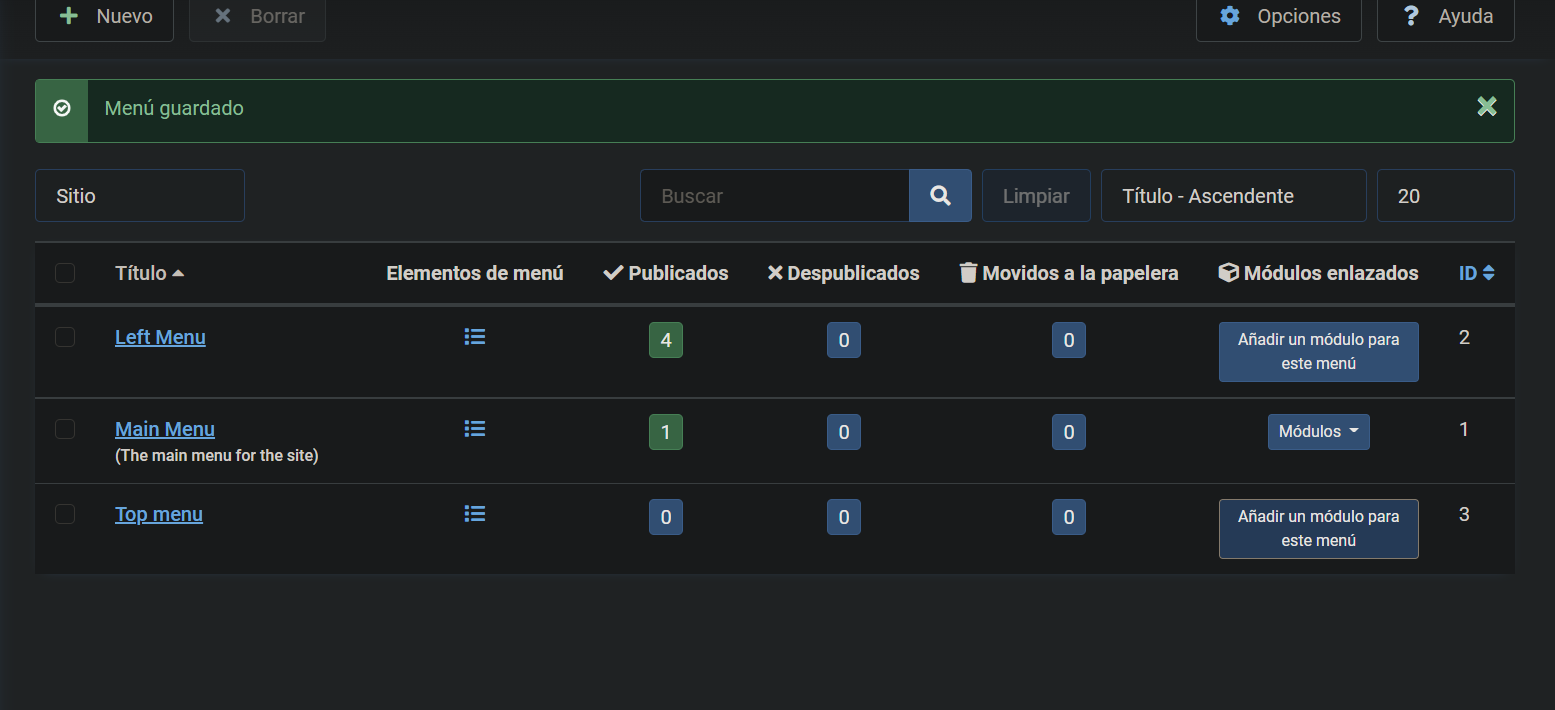 Nuevo
Borrar
Opciones
Ayuda
Menú guardado
Sitio
Buscar
Limpiar
Título - Ascendente
20
Título
Elementos de menú
Publicados
Despublicados
Movidos a la papelera
Módulos enlazados
ID
Left Menu
4
0
0
Añadir un módulo para
este menú
2
Main Menu
(The main menu for the site)
1
0
0
Módulos
1
Top menu
0
0
0
Añadir un módulo para
este menú
3